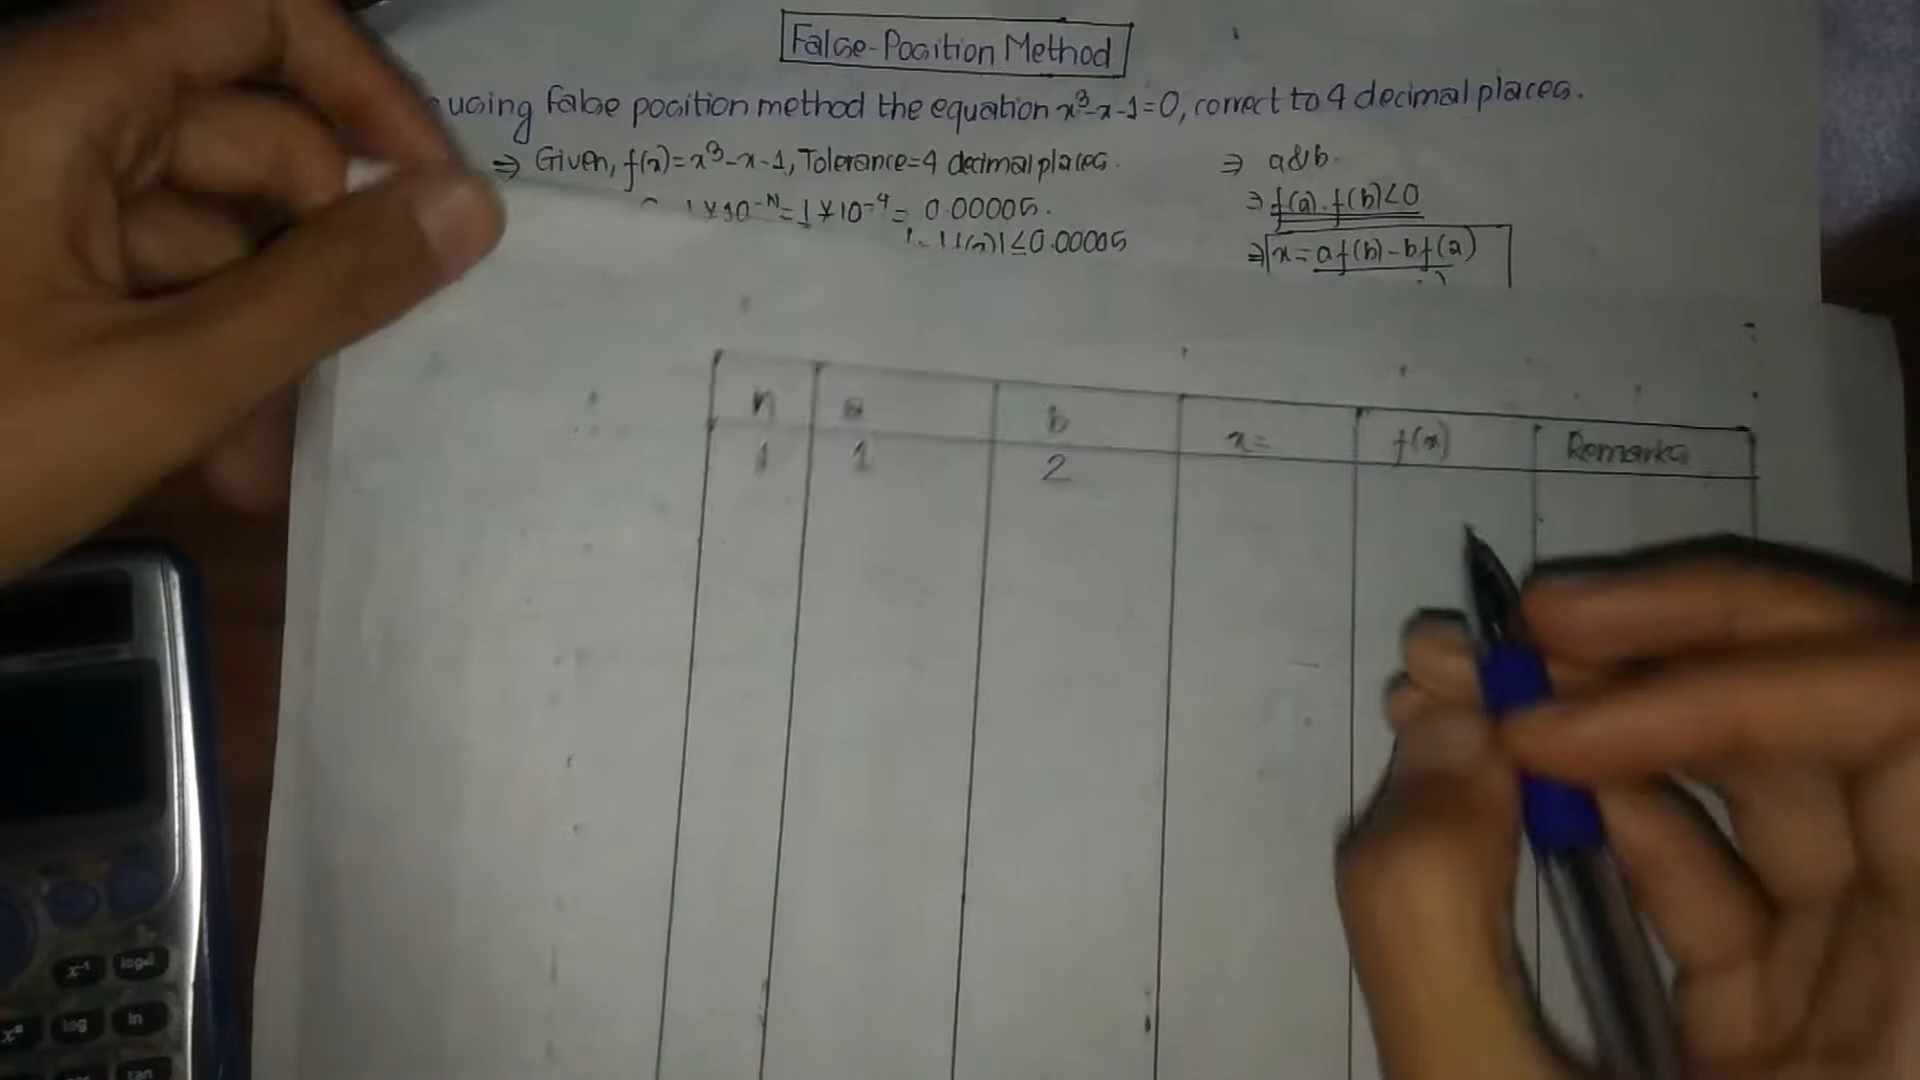 False-Position Method
using false position method the equation x³-x-1=0, correct to 4 decimal places.
⇒ Given, f(x)=x³-x-1, Tolerance=4 decimal places.
10⁻ᴺ = 1 × 10⁻⁴ = 0.00005.
≤0.00005
⇒ a & b.
⇒ f(a).f(b)<0
⇒ x = af(b)-bf(a)
n a b x= f(x) Remarks
1 1 2
x⁻¹
log
ln
tan